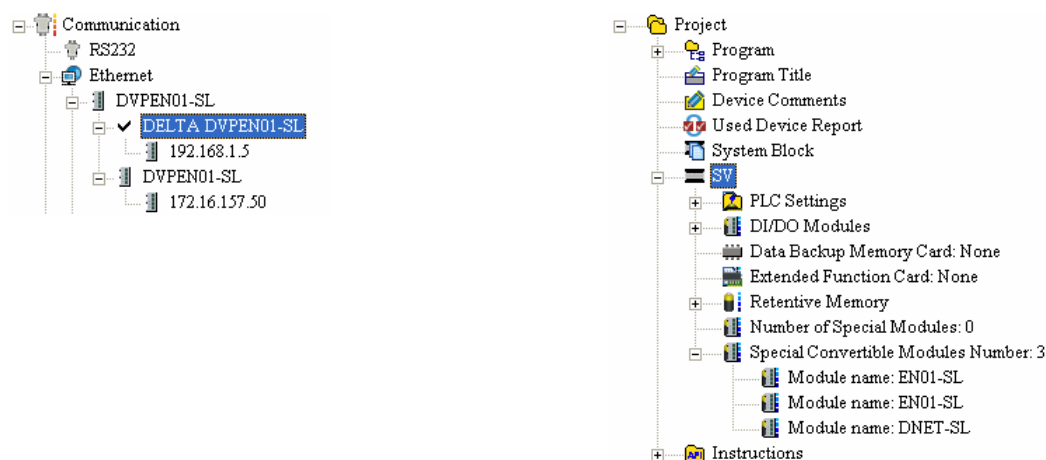 Communication
RS232
Ethernet
DVPEN01-SL
DELTA DVPEN01-SL
192.168.1.5
DVPEN01-SL
172.16.157.50
Project
Program
Program Title
Device Comments
Used Device Report
System Block
SV
PLC Settings
DI/DO Modules
Data Backup Memory Card: None
Extended Function Card: None
Retentive Memory
Number of Special Modules: 0
Special Convertible Modules Number: 3
Module name: EN01-SL
Module name: EN01-SL
Module name: DNET-SL
API Instructions